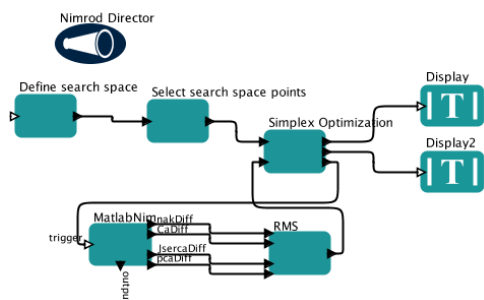 Nimrod Director
Define search space
Select search space points
Simplex Optimization
Display
T
Display2
T
MatlabNim
trigger
nakDiff
CaDiff
JsercaDiff
pcaDiff
output
RMS